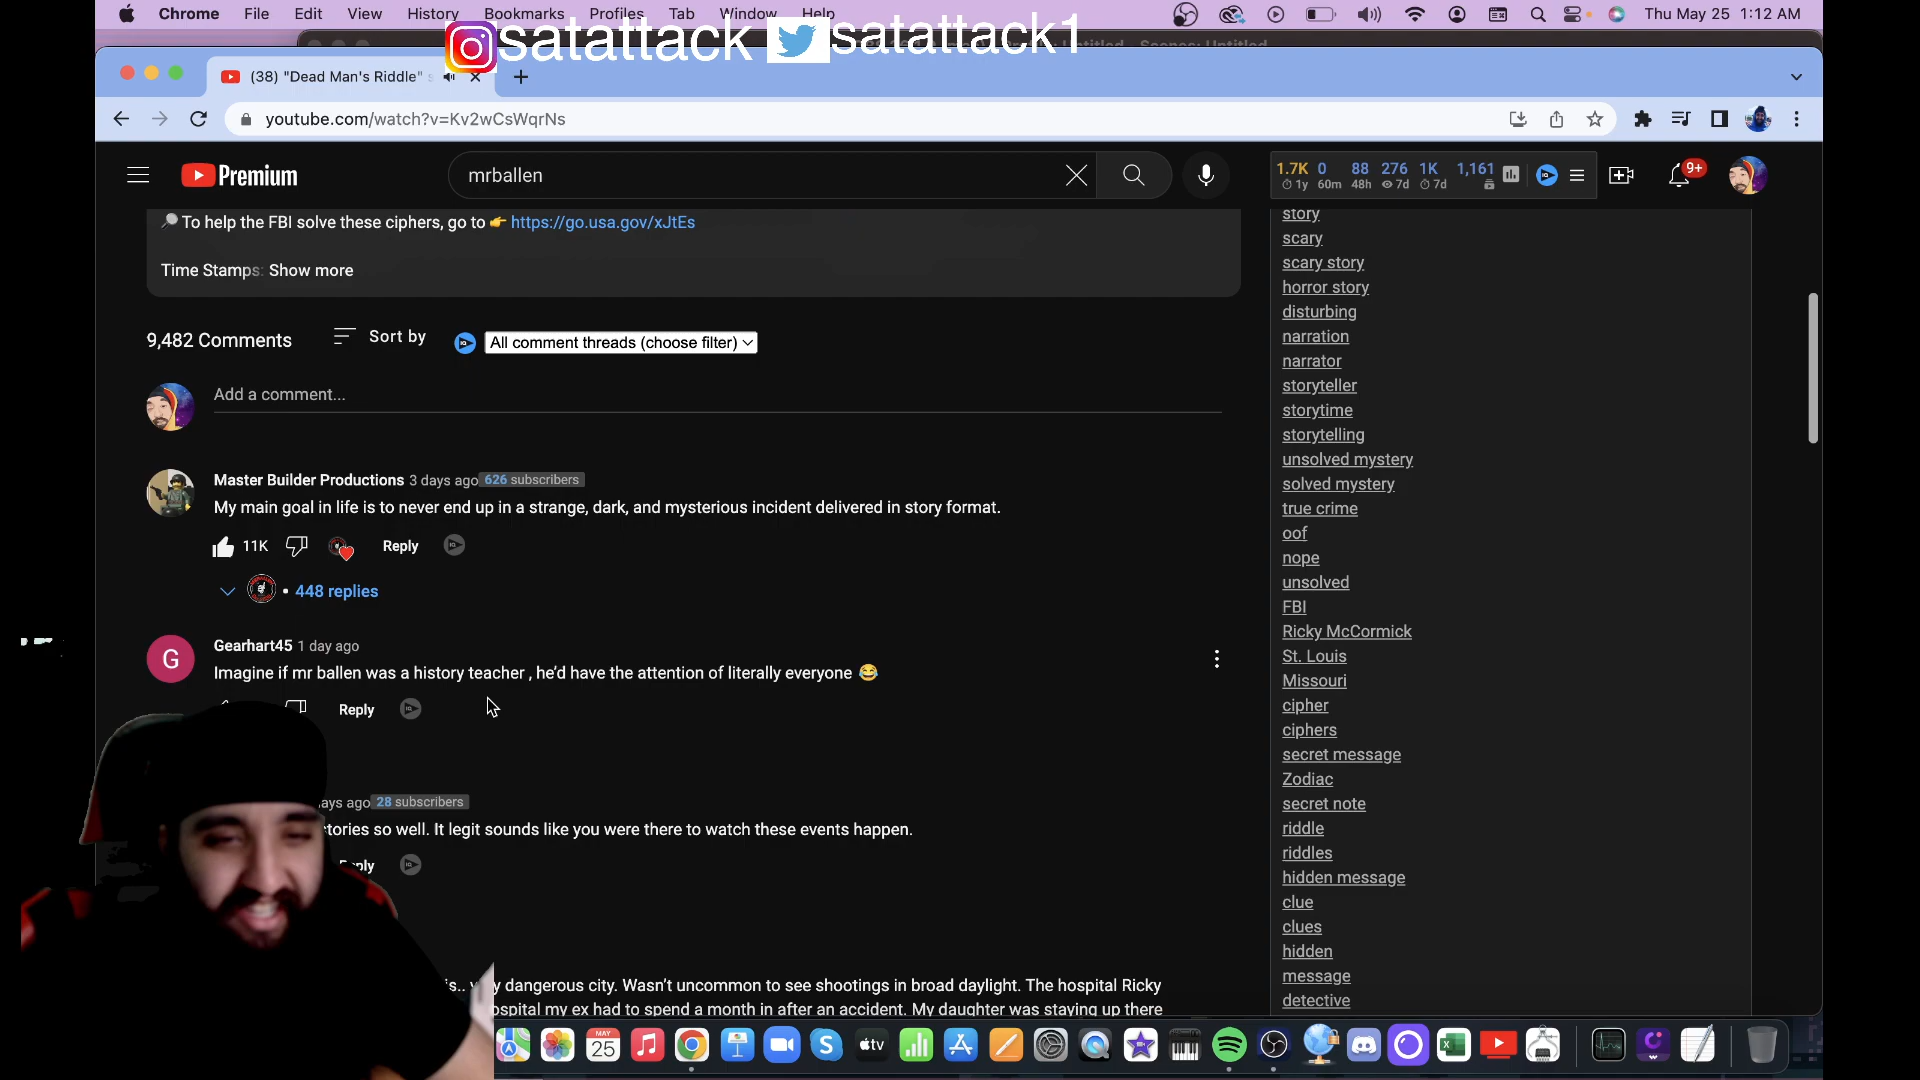 Chrome File Edit View History Bookmarks Profiles Tab Window Help Thu May 25 1:12 AM
satattack satattack1
(38) "Dead Man's Riddle" s
youtube.com/watch?v=Kv2wCsWqrNs
Premium mrballen 1.7K 0 88 276 1K 1,161 9+
1y 60m 48h 7d 7d
To help the FBI solve these ciphers, go to 👉 https://go.usa.gov/xJtEs
Time Stamps: Show more
9,482 Comments Sort by All comment threads (choose filter)
Add a comment...
Master Builder Productions 3 days ago 626 subscribers
My main goal in life is to never end up in a strange, dark, and mysterious incident delivered in story format.
11K Reply
• 448 replies
G Gearhart45 1 day ago
Imagine if mr ballen was a history teacher , he'd have the attention of literally everyone 😂
Reply
ays ago 28 subscribers
stories so well. It legit sounds like you were there to watch these events happen.
Reply
dangerous city. Wasn't uncommon to see shootings in broad daylight. The hospital Ricky
ospital my ex had to spend a month in after an accident. My daughter was staying up there
story
scary
scary story
horror story
disturbing
narration
narrator
storyteller
storytime
storytelling
unsolved mystery
solved mystery
true crime
oof
nope
unsolved
FBI
Ricky McCormick
St. Louis
Missouri
cipher
ciphers
secret message
Zodiac
secret note
riddle
riddles
hidden message
clue
clues
hidden
message
detective
MAY
25
tv